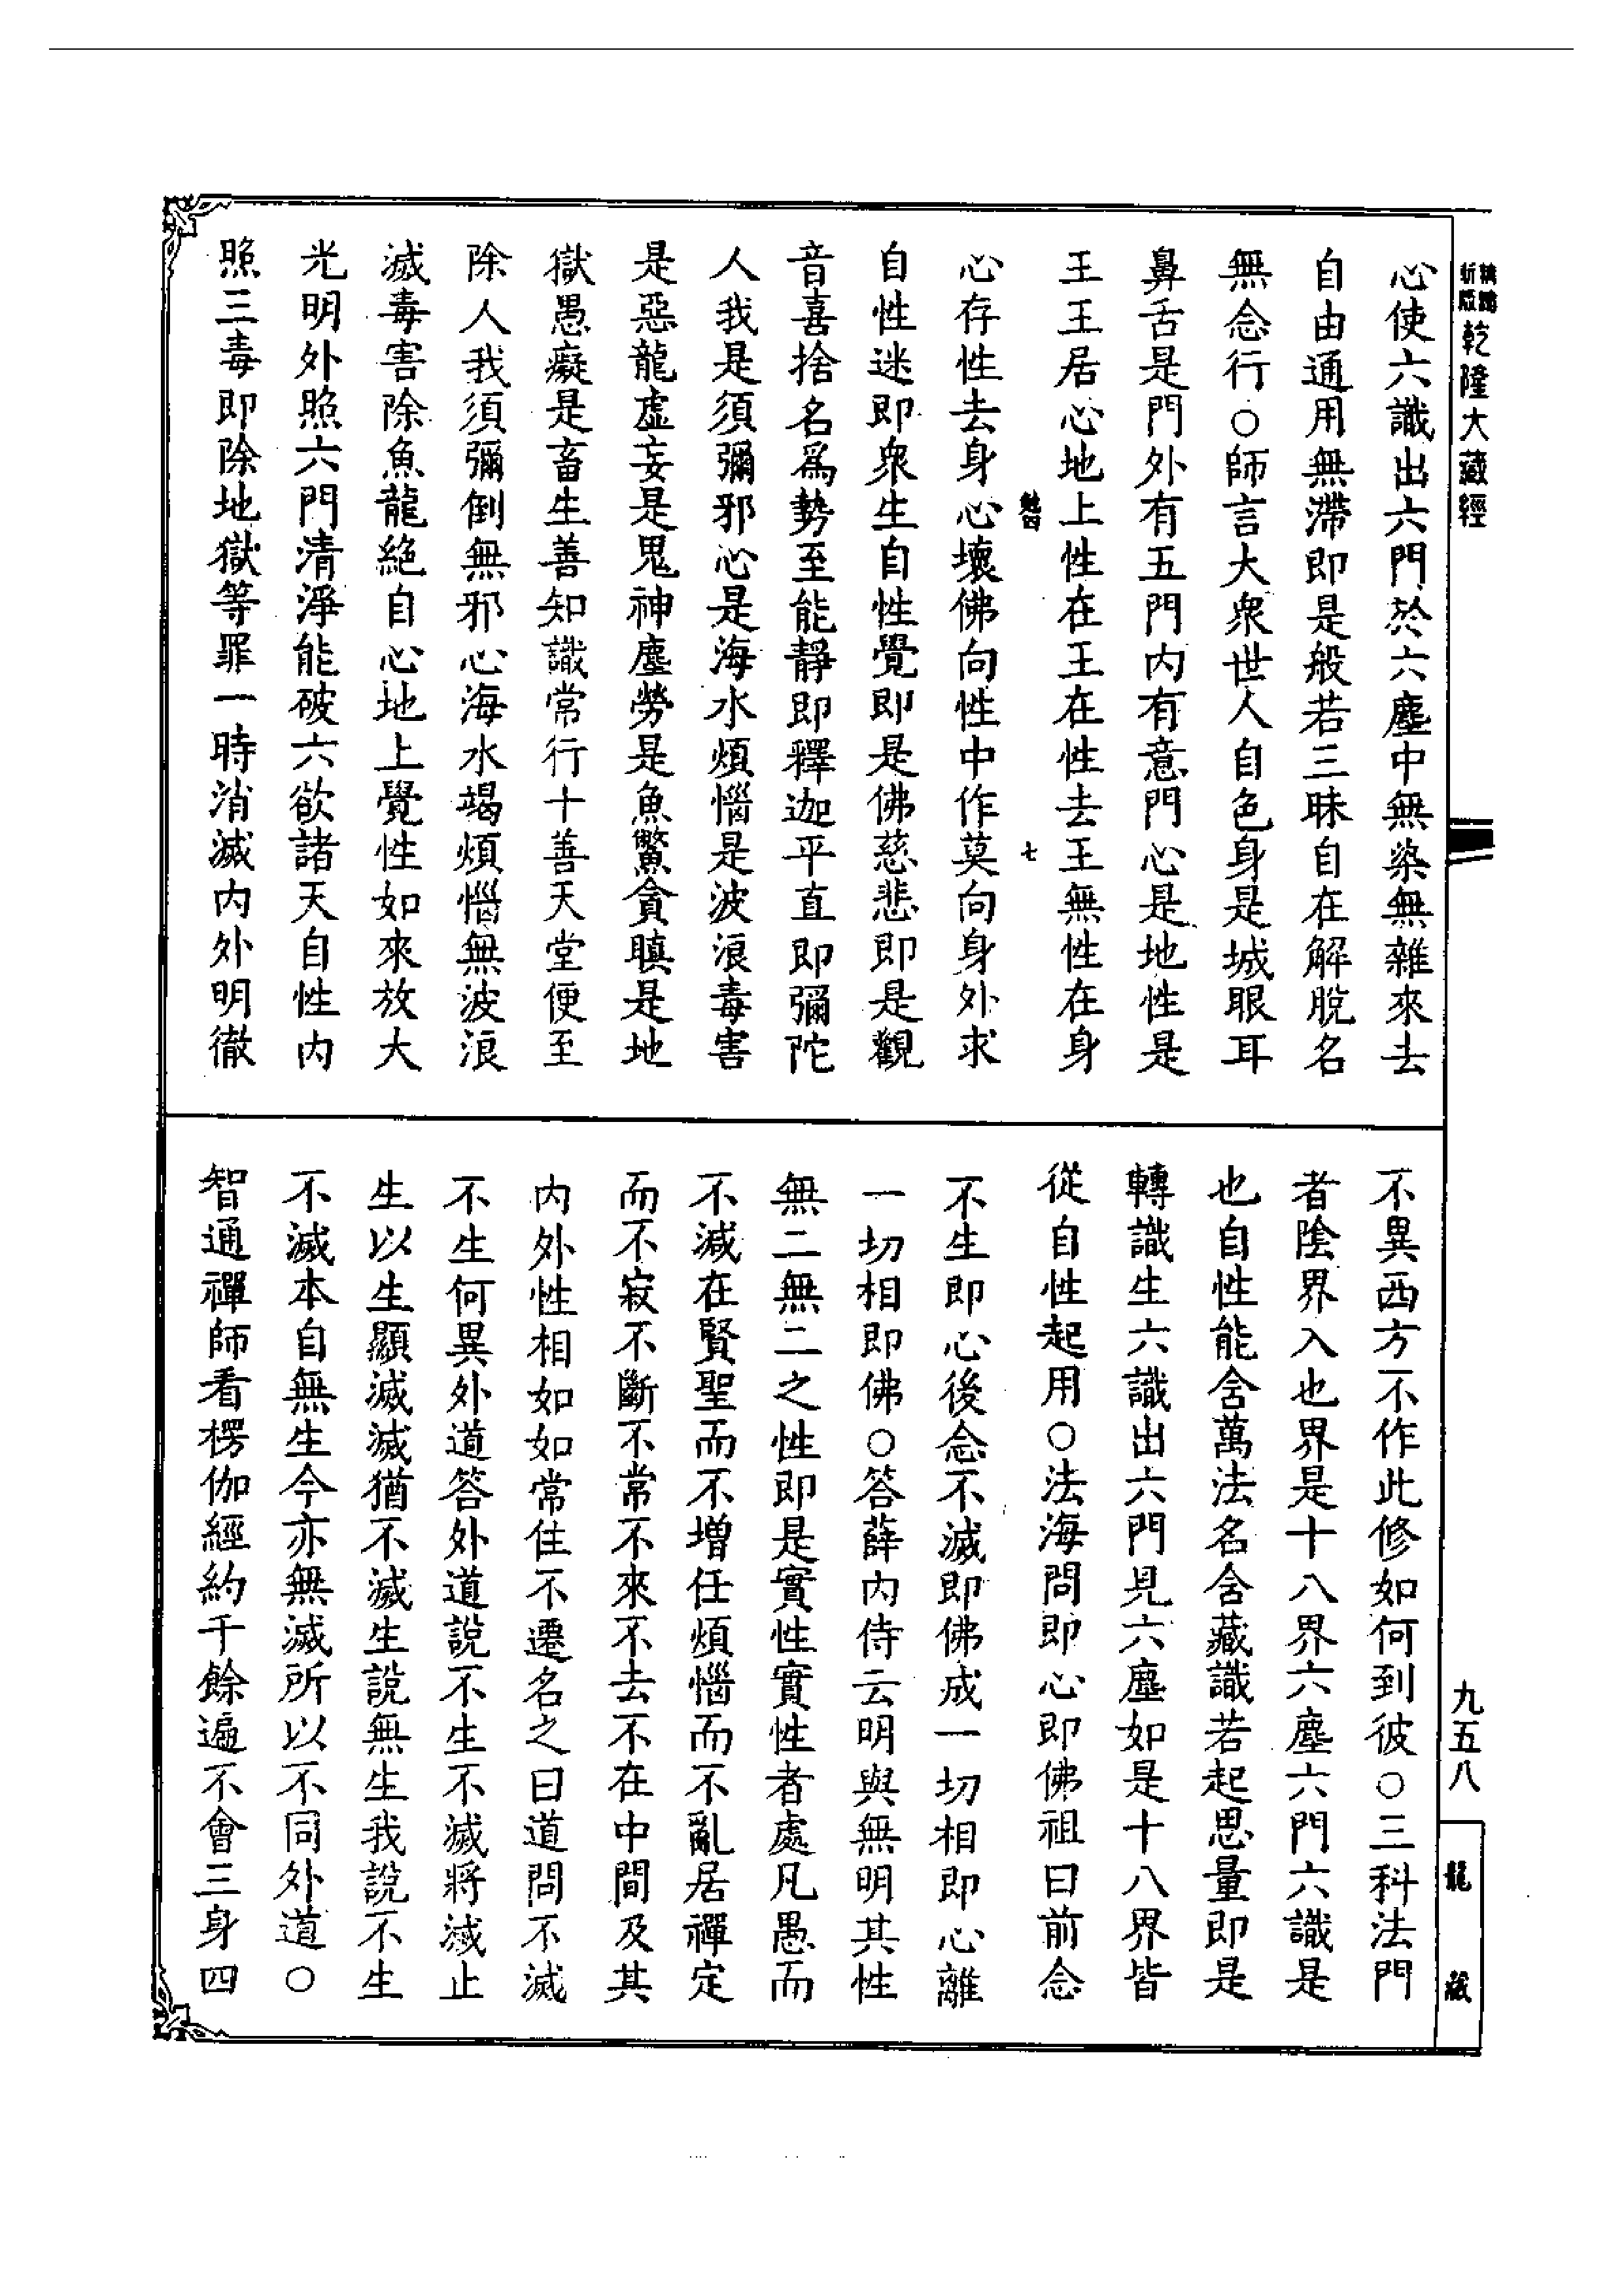 乾隆大藏經
心使六識出六門於六塵中無染無雜來去
自由通用無滯即是般若三昧自在解脫名
無念行○師言大衆世人自色身是城眼耳
鼻舌是門外有五門內有意門心是地性是
王王居心地上性在王在性去王無性在身
七
心存性去身心壞佛向性中作莫向身外求
自性迷即衆生自性覺即是佛慈悲即是觀
音喜捨名爲勢至能靜即釋迦平直即彌陀
人我是須彌邪心是海水煩惱是波浪毒害
是惡龍虛妄是鬼神塵勞是魚鱉貪瞋是地
獄愚癡是畜生善知識常行十善天堂便至
除人我須彌倒無邪心海水竭煩惱無波浪
滅毒害除魚龍絕自心地上覺性如來放大
光明外照六門清淨能破六欲諸天自性內
照三毒即除地獄等罪一時消滅內外明徹
不異西方不作此修如何到彼○三科法門
者陰界入也界是十八界六塵六門六識是
也自性能含萬法名含藏識若起思量即是
轉識生六識出六門見六塵如是十八界皆
從自性起用○法海問即心即佛祖曰前念
不生即心後念不滅即佛成一切相即心離
一切相即佛○答薛內侍云明與無明其性
無二無二之性即是實性實性者處凡愚而
不減在賢聖而不增任煩惱而不亂居禪定
而不寂不斷不常不來不去不在中間及其
內外性相如如常住不遷名之曰道問不滅
不生何異外道答外道說不生不滅將滅止
生以生顯滅滅猶不滅生說無生我說不生
不滅本自無生今亦無滅所以不同外道○
智通禪師看楞伽經約千餘遍不會三身四
九五八
龍藏